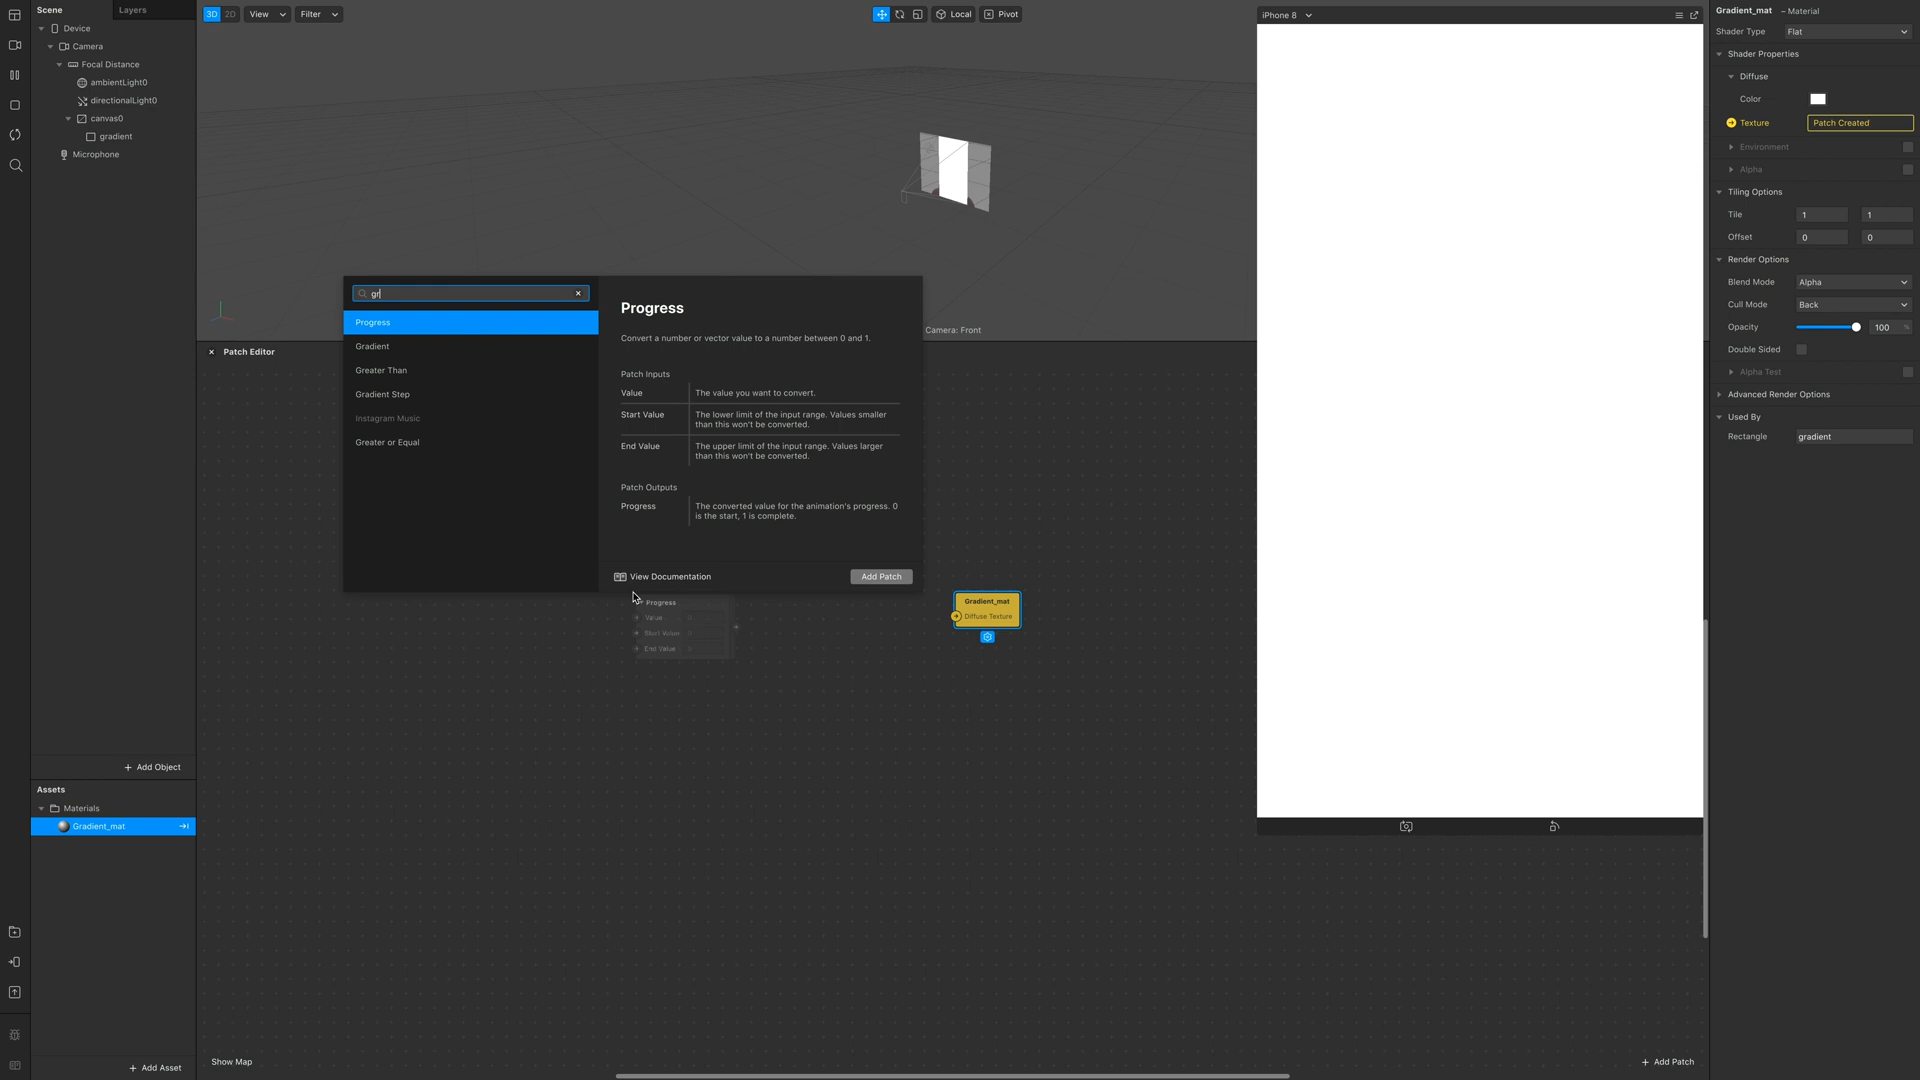 Scene
Layers
Device
Camera
Focal Distance
ambientLight0
directionalLight0
canvas0
gradient
Microphone
Add Object
Assets
Materials
Gradient_mat
Add Asset
3D
2D
View
Filter
Local
Pivot
Camera: Front
Patch Editor
gr
Progress
Gradient
Greater Than
Gradient Step
Instagram Music
Greater or Equal
Progress
Convert a number or vector value to a number between 0 and 1.
Patch Inputs
Value
The value you want to convert.
Start Value
The lower limit of the input range. Values smaller
than this won't be converted.
End Value
The upper limit of the input range. Values larger
than this won't be converted.
Patch Outputs
Progress
The converted value for the animation's progress. 0
is the start, 1 is complete.
View Documentation
Add Patch
Progress
Value 0
Start Value 0
End Value 0
Gradient_mat
Diffuse Texture
Show Map
Add Patch
iPhone 8
Gradient_mat – Material
Shader Type Flat
Shader Properties
Diffuse
Color
Texture Patch Created
Environment
Alpha
Tiling Options
Tile 1 1
Offset 0 0
Render Options
Blend Mode Alpha
Cull Mode Back
Opacity 100 %
Double Sided
Alpha Test
Advanced Render Options
Used By
Rectangle gradient